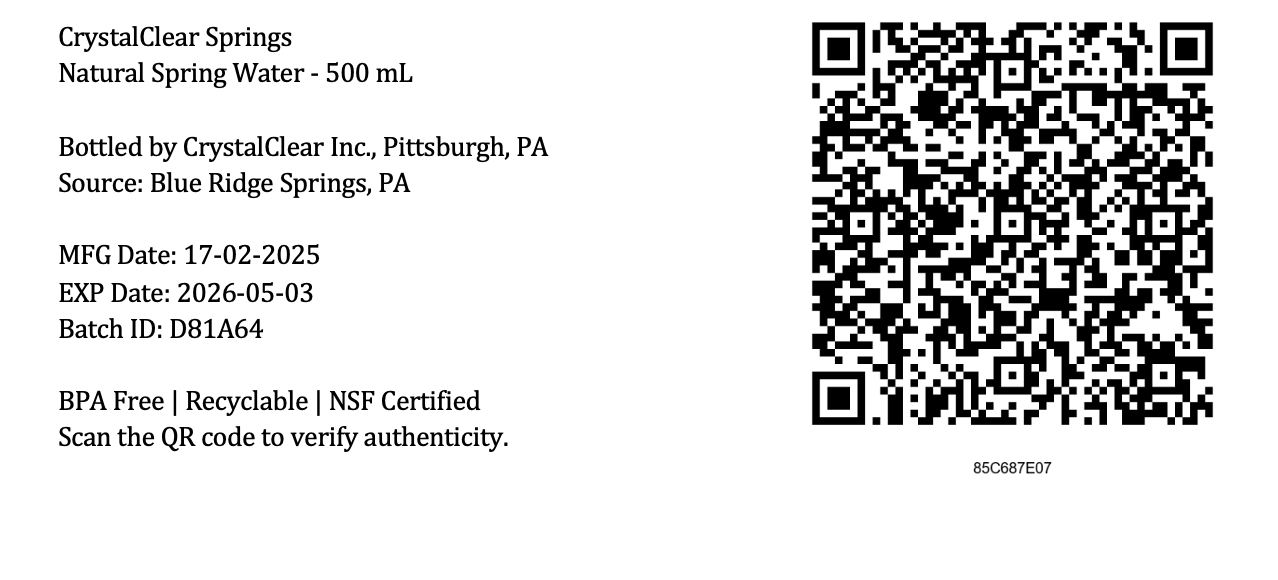 CrystalClear Springs
Natural Spring Water - 500 mL
Bottled by CrystalClear Inc., Pittsburgh, PA
Source: Blue Ridge Springs, PA
MFG Date: 17-02-2025
EXP Date: 2026-05-03
Batch ID: D81A64
BPA Free | Recyclable | NSF Certified
Scan the QR code to verify authenticity.
85C687E07